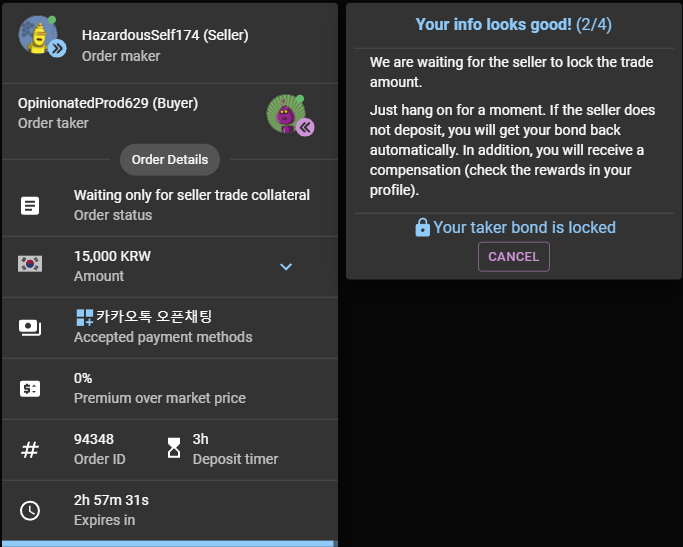 HazardousSelf174 (Seller)
Order maker
OpinionatedProd629 (Buyer)
Order taker
Order Details
Waiting only for seller trade collateral
Order status
15,000 KRW
Amount
카카오톡 오픈채팅
Accepted payment methods
0%
Premium over market price
94348
Order ID
3h
Deposit timer
2h 57m 31s
Expires in
Your info looks good! (2/4)
We are waiting for the seller to lock the trade
amount.
Just hang on for a moment. If the seller does
not deposit, you will get your bond back
automatically. In addition, you will receive a
compensation (check the rewards in your
profile).
Your taker bond is locked
CANCEL